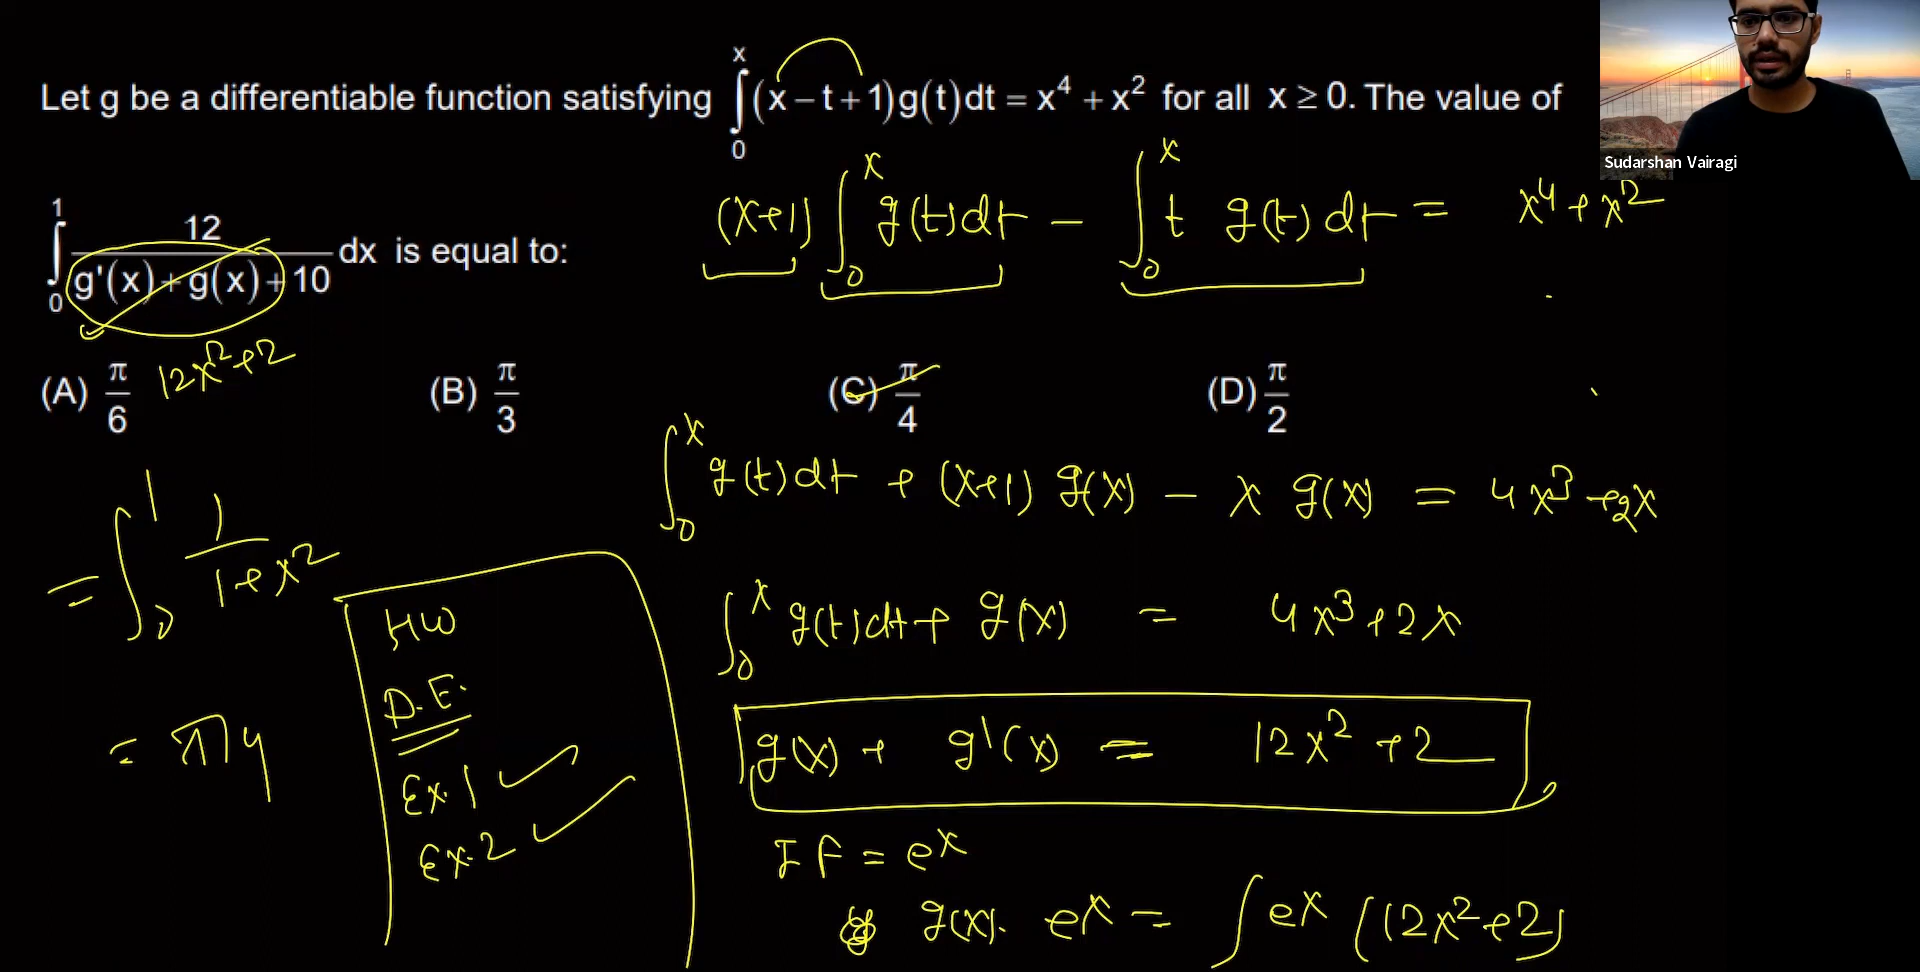 Let g be a differentiable function satisfying ∫₀ˣ (x − t + 1) g(t) dt = x⁴ + x² for all x ≥ 0. The value of
Sudarshan Vairagi
(x+1) ∫₀ˣ g(t) dt − ∫₀ˣ t g(t) dt = x⁴ + x²
∫₀¹ 12 / (g'(x) + g(x) + 10) dx is equal to:
12x² + 2
(A) π/6 (B) π/3 (C) π/4 (D) π/2
∫₀ˣ g(t) dt + (x+1) g(x) − x g(x) = 4x³ + 2x
= ∫₀¹ 1/(1+x²)
∫₀ˣ g(t) dt + g(x) = 4x³ + 2x
= π/4
g(x) + g'(x) = 12x² + 2
IF = eˣ
g(x). eˣ = ∫ eˣ (12x² + 2)
HW
D.E.
Ex.1
Ex.2